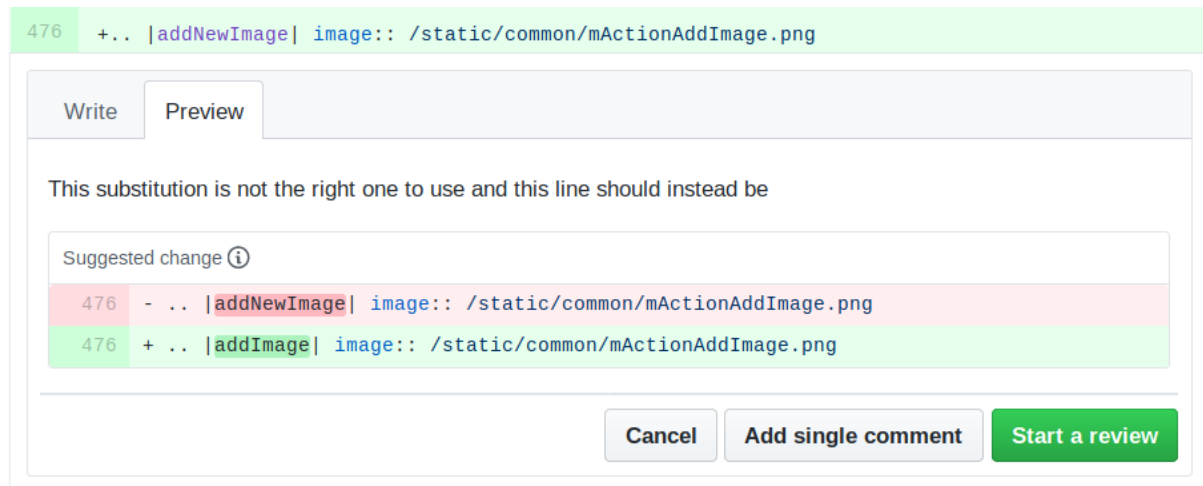 476 +.. |addNewImage| image:: /static/common/mActionAddImage.png
Write Preview
This substitution is not the right one to use and this line should instead be
Suggested change
476 - .. |addNewImage| image:: /static/common/mActionAddImage.png
476 + .. |addImage| image:: /static/common/mActionAddImage.png
Cancel Add single comment Start a review